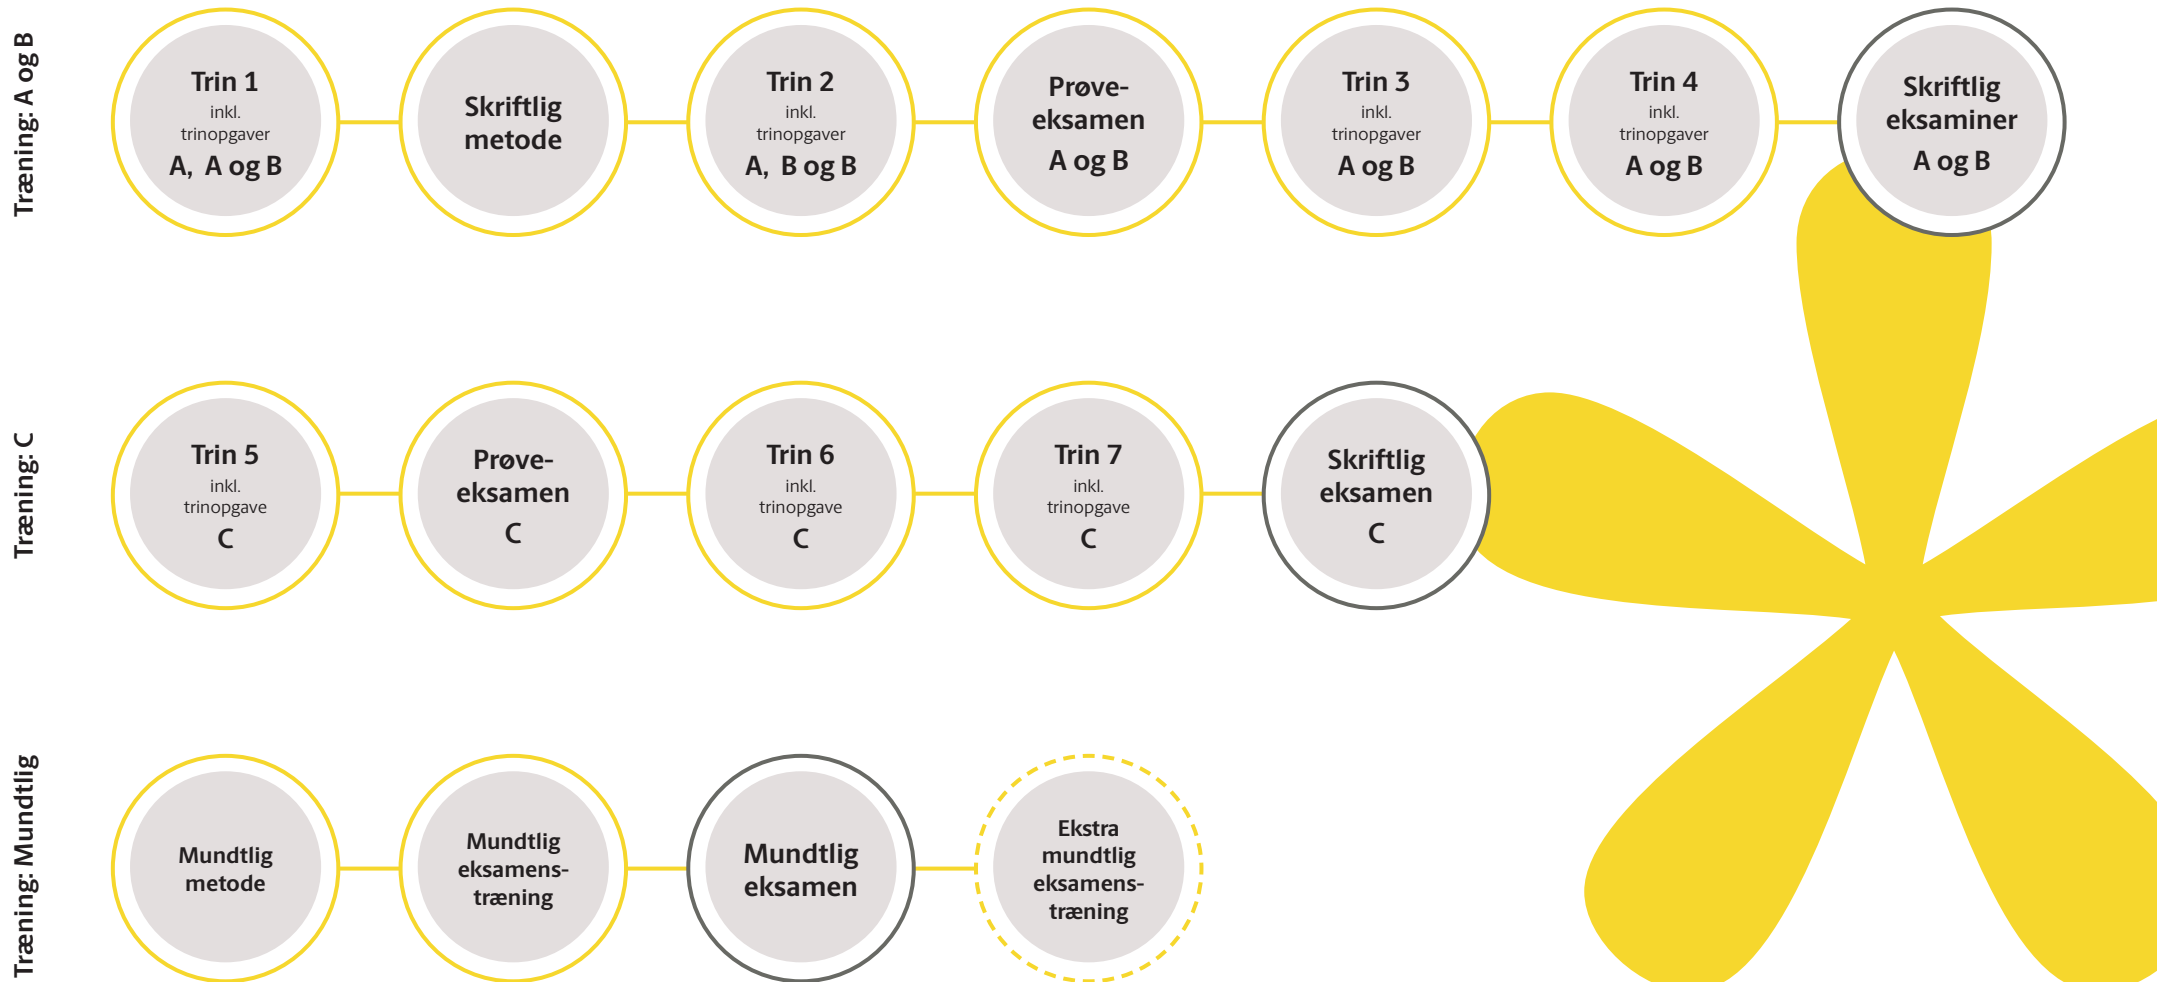 Træning: A og B
Trin 1
inkl.
trinopgaver
A,  A og B
Skriftlig
metode
Trin 2
inkl.
trinopgaver
A,  B og B
Prøve-
eksamen
A og B
Trin 3
inkl.
trinopgaver
A og B
Trin 4
inkl.
trinopgaver
A og B
Skriftlig
eksaminer
A og B
Træning: C
Trin 5
inkl.
trinopgave
C
Prøve-
eksamen
C
Trin 6
inkl.
trinopgave
C
Trin 7
inkl.
trinopgave
C
Skriftlig
eksamen
C
Træning: Mundtlig
Mundtlig
metode
Mundtlig
eksamens-
træning
Mundtlig
eksamen
Ekstra
mundtlig
eksamens-
træning